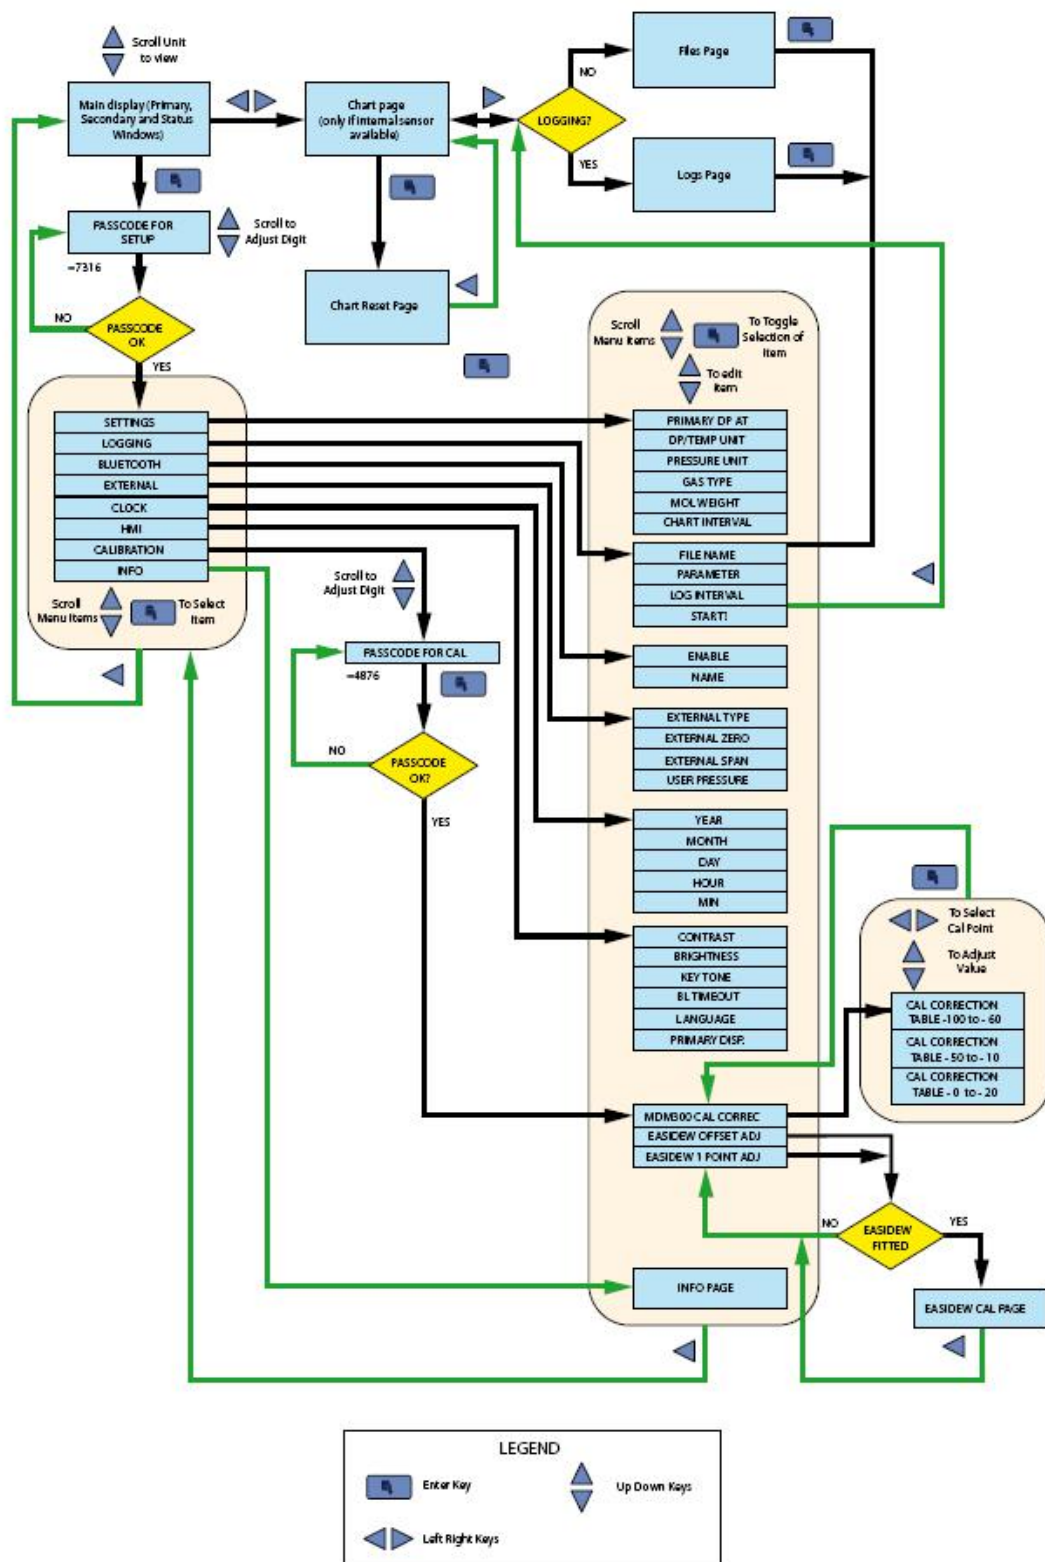 Scroll Unit
to view
Main display (Primary,
Secondary and Status
Windows)
Chart page
(only if internal sensor
available)
LOGGING?
NO
YES
Files Page
Logs Page
PASSCODE FOR
SETUP
Scroll to
Adjust Digit
=7316
NO
PASSCODE
OK
YES
Chart Reset Page
SETTINGS
LOGGING
BLUETOOTH
EXTERNAL
CLOCK
HMI
CALIBRATION
INFO
Scroll
Menu Items
To Select
Item
Scroll to
Adjust Digit
PASSCODE FOR CAL
=4876
NO
PASSCODE
OK?
YES
Scroll
Menu Items
To Toggle
Selection of
Item
To edit
Item
PRIMARY DP AT
DP/TEMP UNIT
PRESSURE UNIT
GAS TYPE
MOL WEIGHT
CHART INTERVAL
FILE NAME
PARAMETER
LOG INTERVAL
START!
ENABLE
NAME
EXTERNAL TYPE
EXTERNAL ZERO
EXTERNAL SPAN
USER PRESSURE
YEAR
MONTH
DAY
HOUR
MIN
CONTRAST
BRIGHTNESS
KEY TONE
BL TIMEOUT
LANGUAGE
PRIMARY DISP.
MDM300 CAL CORREC
EASIDEW OFFSET ADJ
EASIDEW 1 POINT ADJ
INFO PAGE
To Select
Cal Point
To Adjust
Value
CAL CORRECTION
TABLE -100 to - 60
CAL CORRECTION
TABLE - 50 to - 10
CAL CORRECTION
TABLE - 0 to - 20
NO
EASIDEW
FITTED
YES
EASIDEW CAL PAGE
LEGEND
Enter Key
Up Down Keys
Left Right Keys